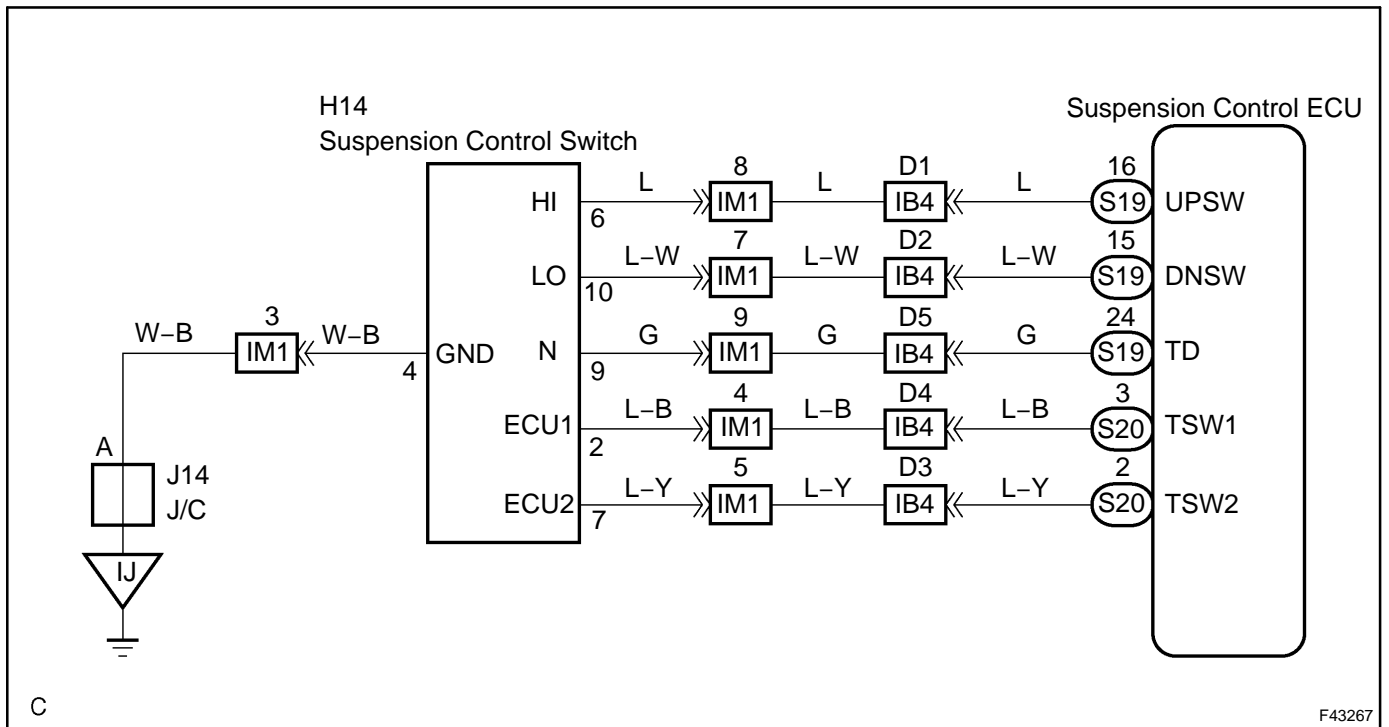 H14
Suspension Control Switch
Suspension Control ECU
8
D1
16
HI
6
L
IM1
L
IB4
L
S19
UPSW
7
D2
15
LO
10
L-W
IM1
L-W
IB4
L-W
S19
DNSW
3
9
D5
24
W-B
IM1
W-B
4
GND
N
9
G
IM1
G
IB4
G
S19
TD
4
D4
3
ECU1
2
L-B
IM1
L-B
IB4
L-B
S20
TSW1
5
D3
2
ECU2
7
L-Y
IM1
L-Y
IB4
L-Y
S20
TSW2
A
J14
J/C
IJ
C
F43267